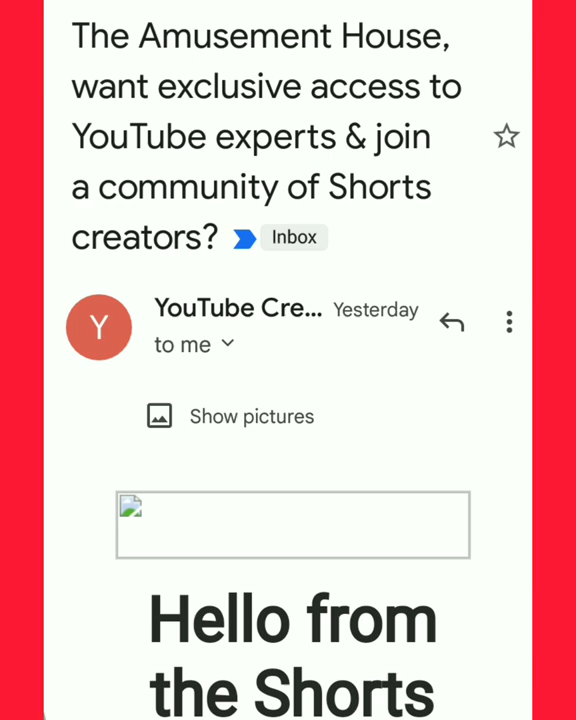 The Amusement House,
want exclusive access to
YouTube experts & join
a community of Shorts
creators? Inbox
YouTube Cre... Yesterday
Y
to me
Show pictures
Hello from
the Shorts